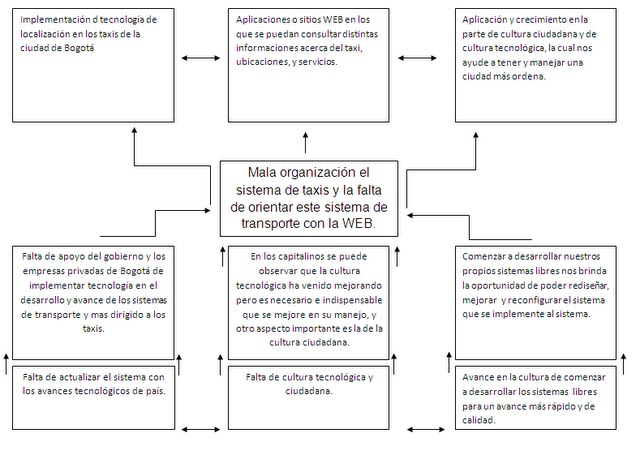 Implementación d tecnología de
localización en los taxis de la
ciudad de Bogotá
Aplicaciones o sitios WEB en los
que se puedan consultar distintas
informaciones acerca del taxi,
ubicaciones, y servicios.
Aplicación y crecimiento en la
parte de cultura ciudadana y de
cultura tecnológica, la cual nos
ayude a tener y manejar una
ciudad más ordena.
Mala organización el
sistema de taxis y la falta
de orientar este sistema de
transporte con la WEB.
Falta de apoyo del gobierno y los
empresas privadas de Bogotá de
implementar tecnología en el
desarrollo y avance de los sistemas
de transporte y mas dirigido a los
taxis.
En los capitalinos se puede
observar que la cultura
tecnológica ha venido mejorando
pero es necesario e indispensable
que se mejore en su manejo, y
otro aspecto importante es la de la
cultura ciudadana.
Comenzar a desarrollar nuestros
propios sistemas libres nos brinda
la oportunidad de poder rediseñar,
mejorar y reconfigurar el sistema
que se implemente al sistema.
Falta de actualizar el sistema con
los avances tecnológicos de país.
Falta de cultura tecnológica y
ciudadana.
Avance en la cultura de comenzar
a desarrollar los sistemas libres
para un avance más rápido y de
calidad.